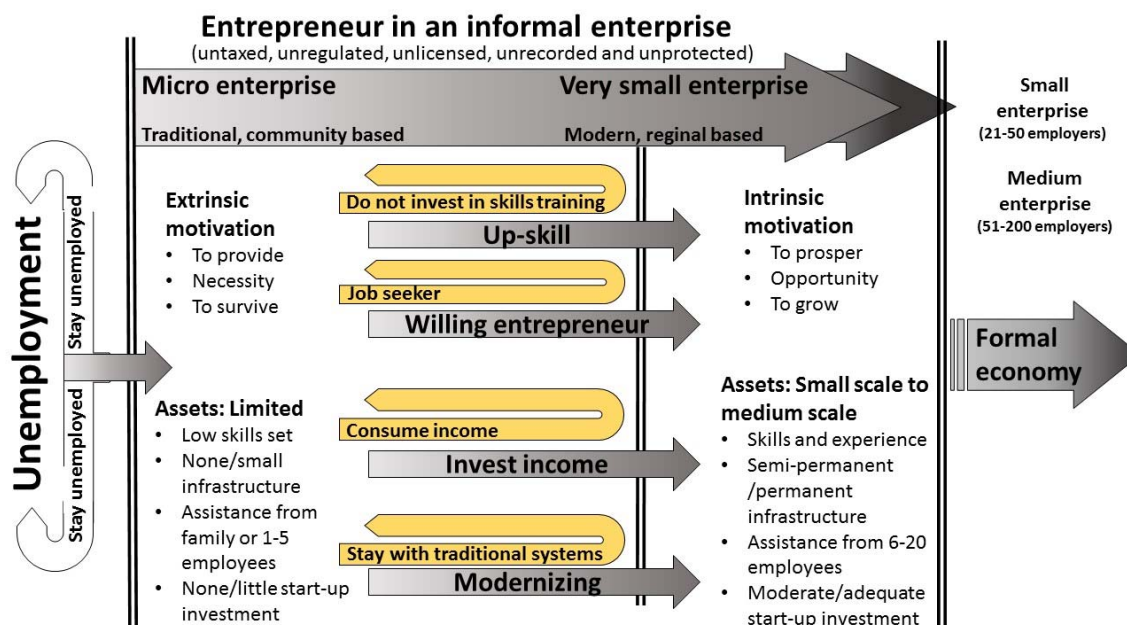 Entrepreneur in an informal enterprise
(untaxed, unregulated, unlicensed, unrecorded and unprotected)
Micro enterprise
Very small enterprise
Traditional, community based
Modern, reginal based
Small
enterprise
(21-50 employers)
Medium
enterprise
(51-200 employers)
Unemployment
Stay unemployed
Stay unemployed
Extrinsic
motivation
• To provide
• Necessity
• To survive
Assets: Limited
• Low skills set
• None/small
infrastructure
• Assistance from
family or 1-5
employees
• None/little start-up
investment
Do not invest in skills training
Up-skill
Job seeker
Willing entrepreneur
Consume income
Invest income
Stay with traditional systems
Modernizing
Intrinsic
motivation
• To prosper
• Opportunity
• To grow
Assets: Small scale to
medium scale
• Skills and experience
• Semi-permanent
/permanent
infrastructure
• Assistance from 6-20
employees
• Moderate/adequate
start-up investment
Formal
economy